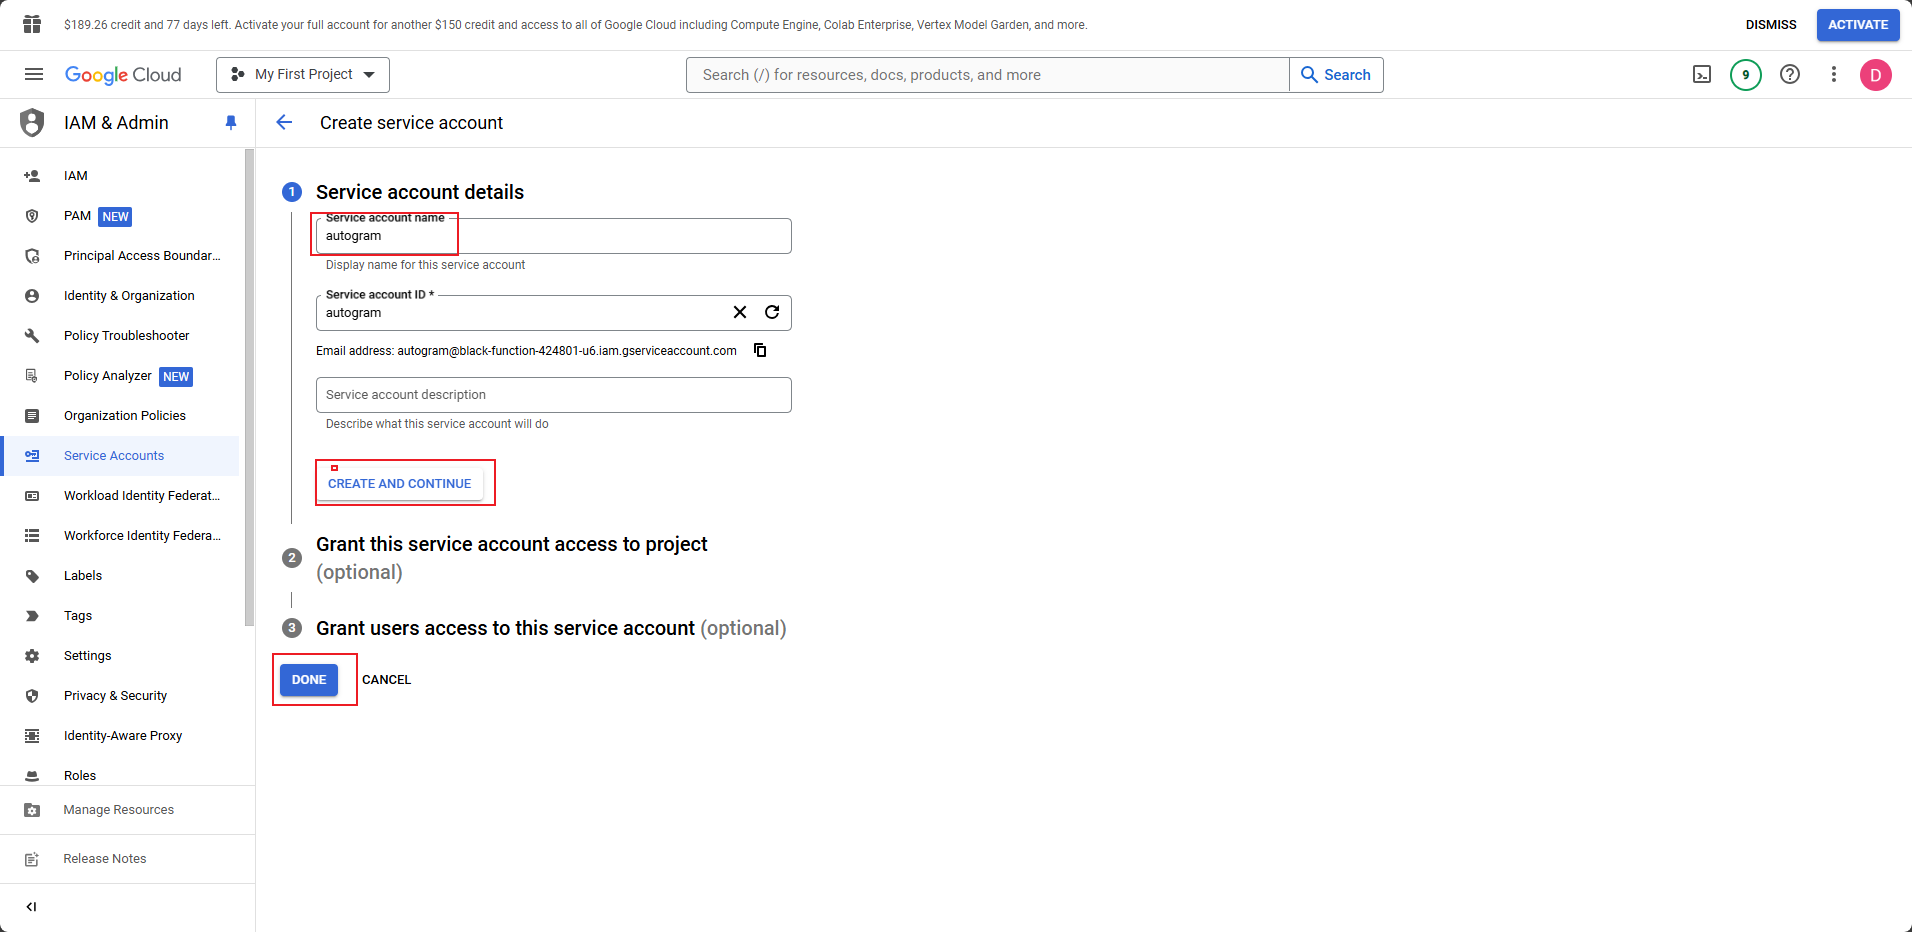 $189.26 credit and 77 days left. Activate your full account for another $150 credit and access to all of Google Cloud including Compute Engine, Colab Enterprise, Vertex Model Garden, and more.
DISMISS
ACTIVATE
Google Cloud
My First Project
Search (/) for resources, docs, products, and more
Search
9
D
IAM & Admin
Create service account
IAM
PAM NEW
Principal Access Boundar...
Identity & Organization
Policy Troubleshooter
Policy Analyzer NEW
Organization Policies
Service Accounts
Workload Identity Federat...
Workforce Identity Federa...
Labels
Tags
Settings
Privacy & Security
Identity-Aware Proxy
Roles
Manage Resources
Release Notes
1 Service account details
Service account name
autogram
Display name for this service account
Service account ID *
autogram
Email address: autogram@black-function-424801-u6.iam.gserviceaccount.com
Service account description
Describe what this service account will do
CREATE AND CONTINUE
2 Grant this service account access to project
(optional)
3 Grant users access to this service account (optional)
DONE
CANCEL